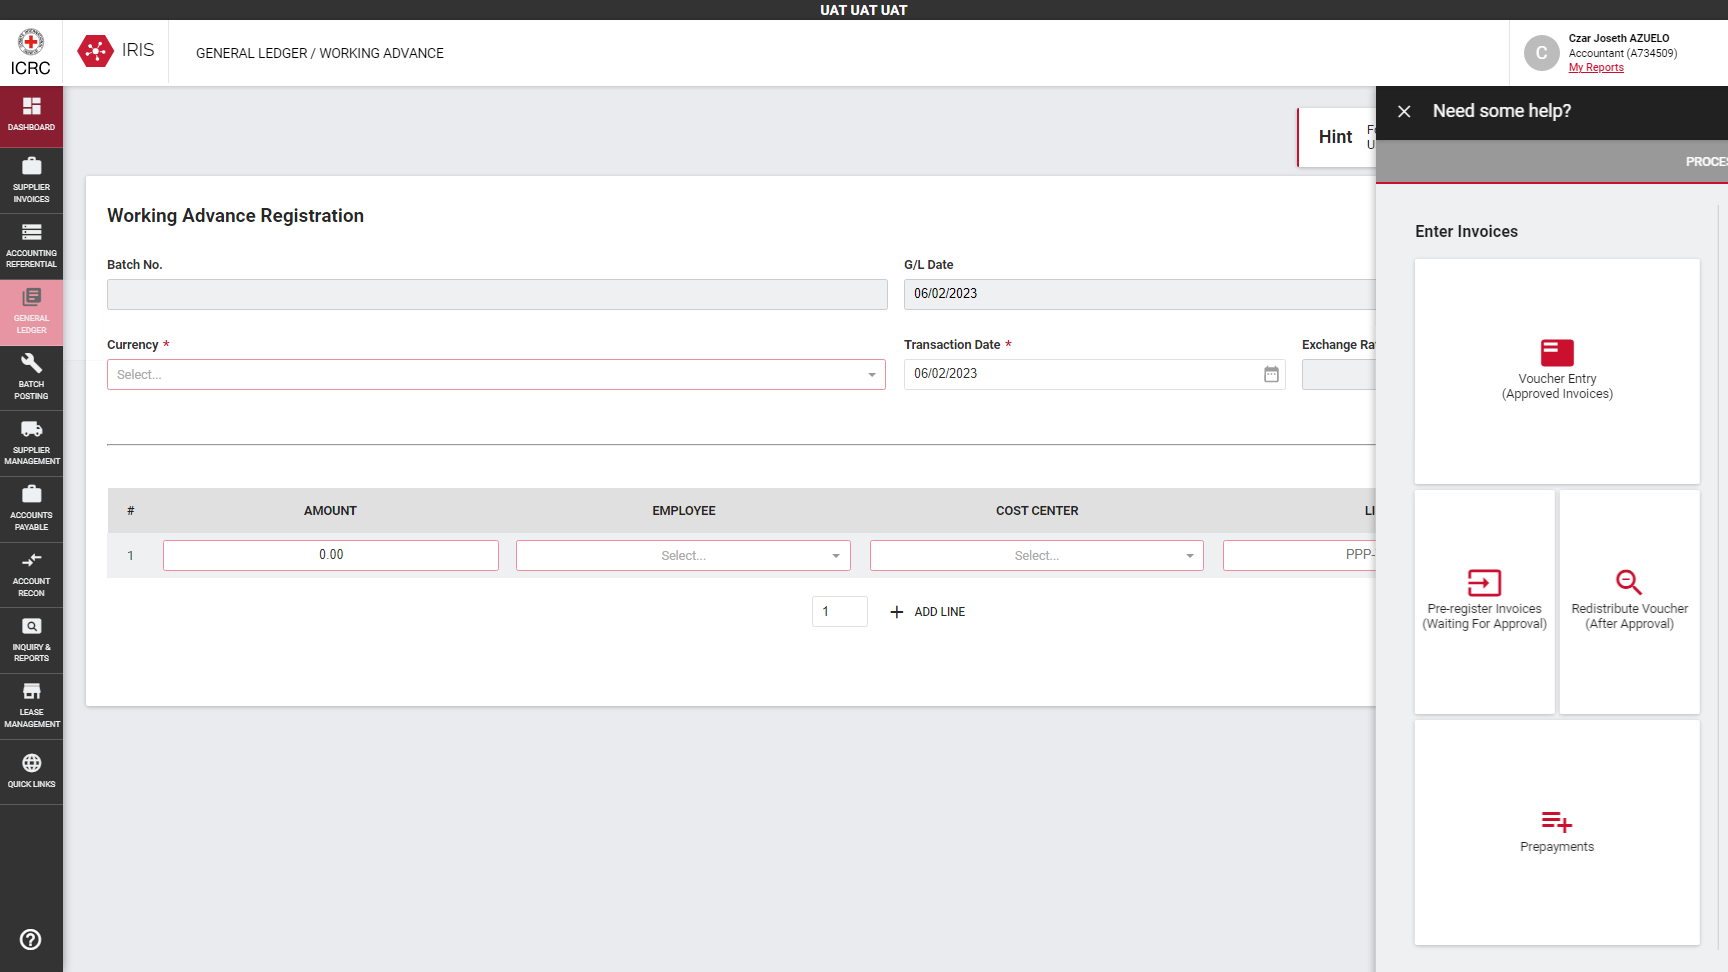 UAT UAT UAT
ICRC
IRIS
GENERAL LEDGER / WORKING ADVANCE
C
Czar Joseth AZUELO
Accountant (A734509)
My Reports
DASHBOARD
SUPPLIER
INVOICES
ACCOUNTING
REFERENTIAL
GENERAL
LEDGER
BATCH
POSTING
SUPPLIER
MANAGEMENT
ACCOUNTS
PAYABLE
ACCOUNT
RECON
INQUIRY &
REPORTS
LEASE
MANAGEMENT
QUICK LINKS
Hint
Working Advance Registration
Batch No.
G/L Date
06/02/2023
Currency *
Transaction Date *
Exchange Ra
Select...
06/02/2023
# AMOUNT EMPLOYEE COST CENTER LI
1 0.00 Select... Select... PPP-
1 + ADD LINE
Need some help?
PROCES
Enter Invoices
Voucher Entry
(Approved Invoices)
Pre-register Invoices
(Waiting For Approval)
Redistribute Voucher
(After Approval)
Prepayments